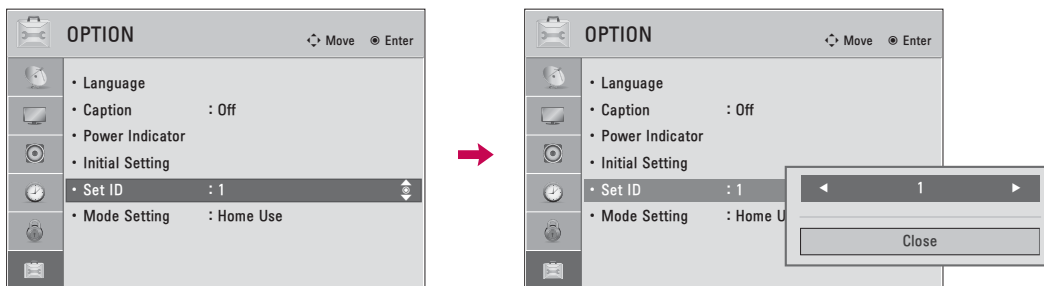 OPTION
Move Enter
• Language
• Caption : Off
• Power Indicator
• Initial Setting
• Set ID : 1
• Mode Setting : Home Use
OPTION
Move Enter
• Language
• Caption : Off
• Power Indicator
• Initial Setting
• Set ID : 1
• Mode Setting : Home U
◀ 1 ▶
Close